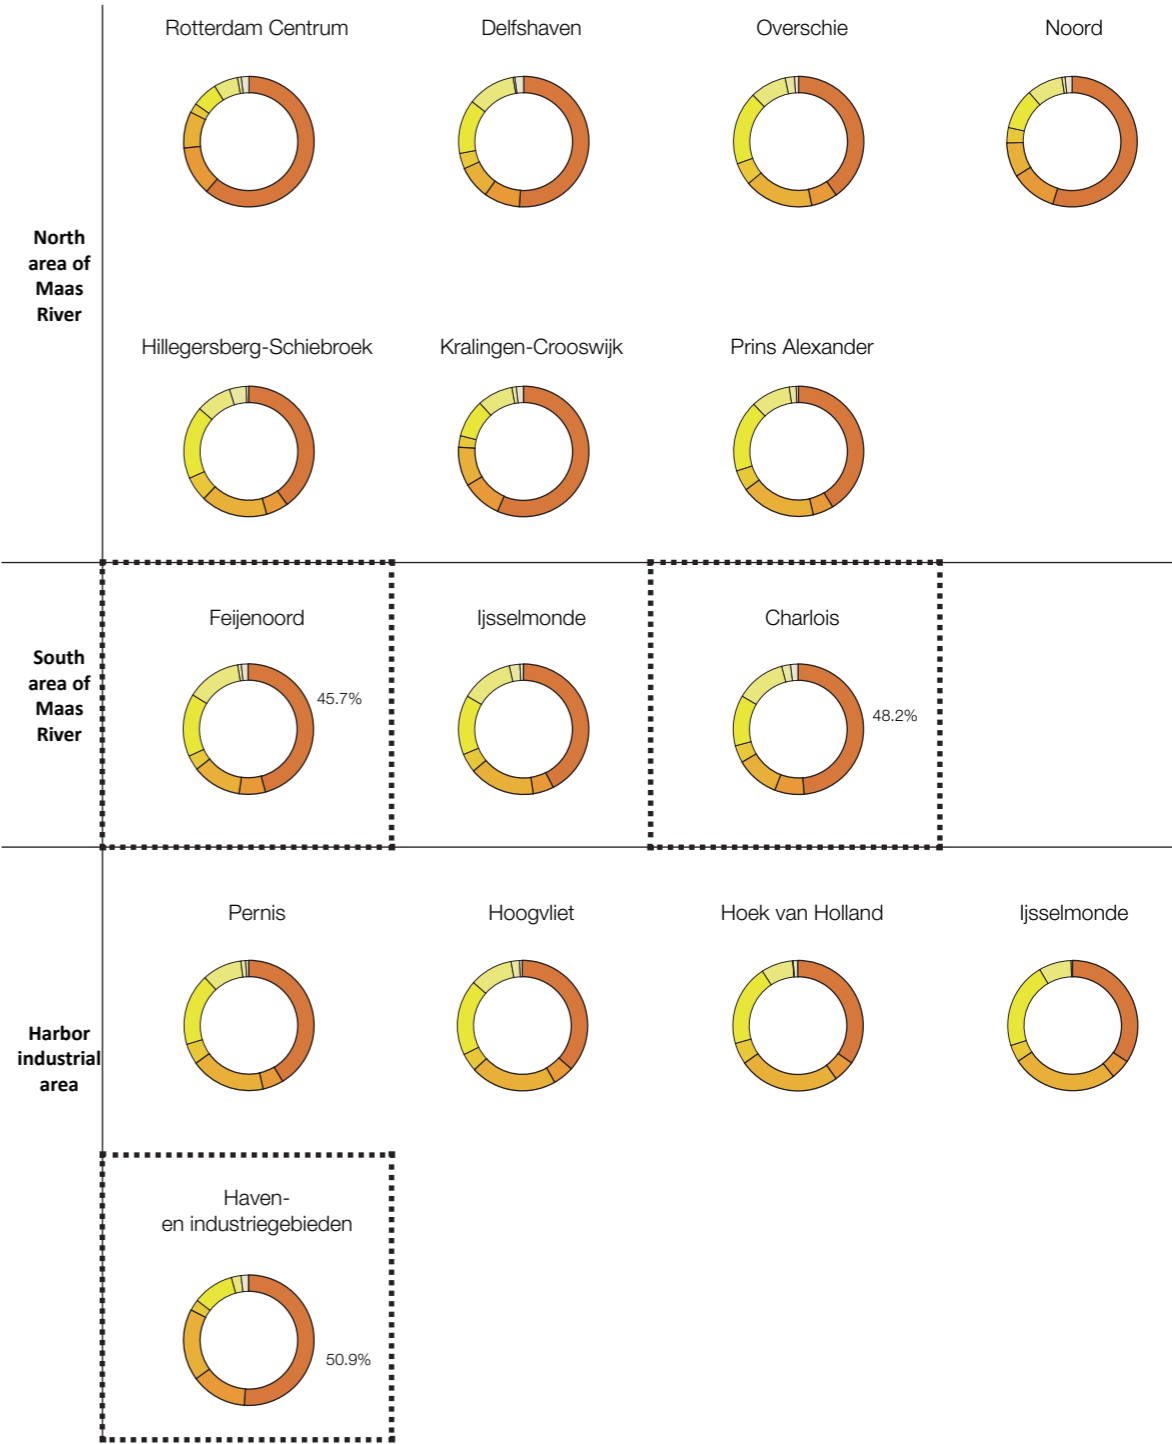 Rotterdam Centrum
Delfshaven
Overschie
Noord
North
area of
Maas
River
Hillegersberg-Schiebroek
Kralingen-Crooswijk
Prins Alexander
South
area of
Maas
River
Feijenoord
45.7%
Ijsselmonde
Charlois
48.2%
Harbor
industrial
area
Pernis
Hoogvliet
Hoek van Holland
Ijsselmonde
Haven-
en industriegebieden
50.9%